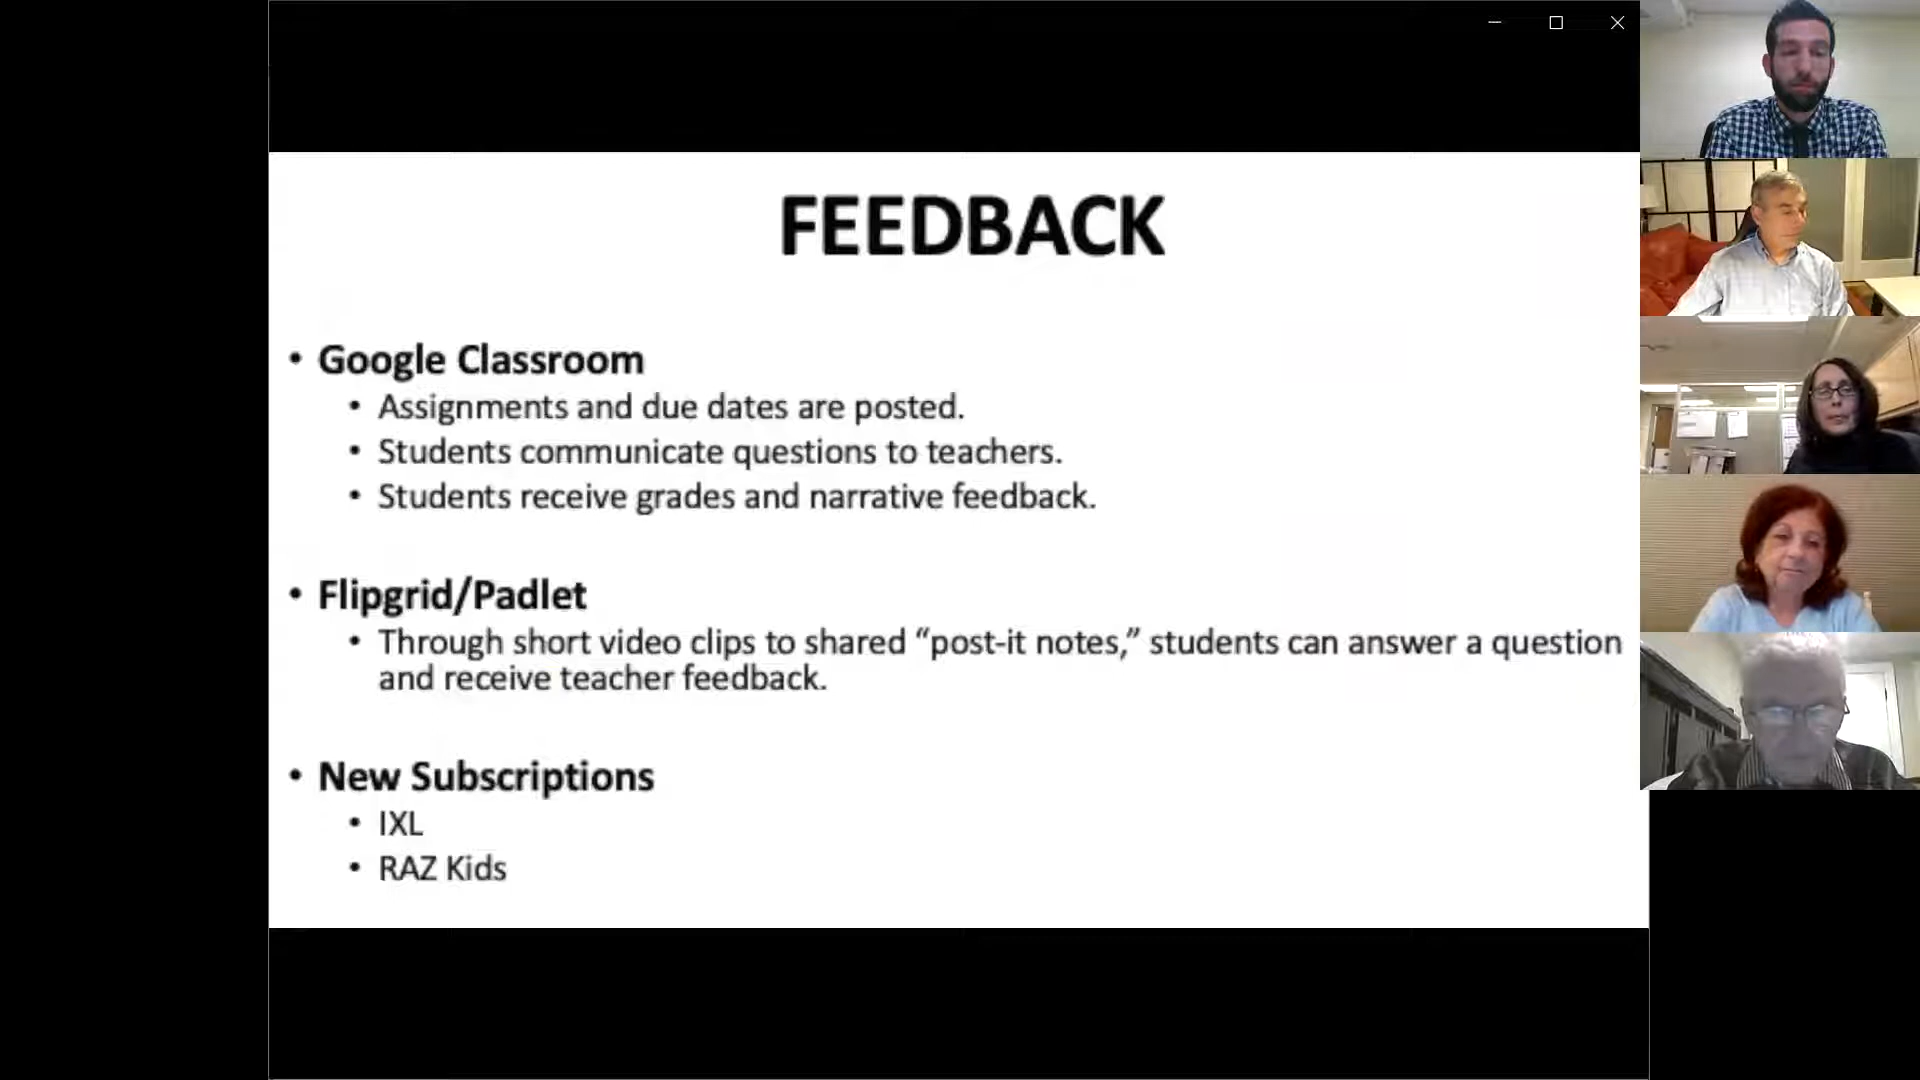 FEEDBACK
• Google Classroom
• Assignments and due dates are posted.
• Students communicate questions to teachers.
• Students receive grades and narrative feedback.
• Flipgrid/Padlet
• Through short video clips to shared “post-it notes,” students can answer a question
and receive teacher feedback.
• New Subscriptions
• IXL
• RAZ Kids